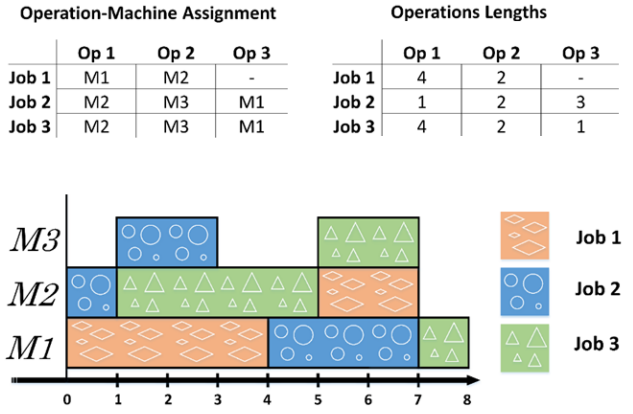 Operation-Machine Assignment
Op 1 Op 2 Op 3
Job 1 M1 M2 -
Job 2 M2 M3 M1
Job 3 M2 M3 M1
Operations Lengths
Op 1 Op 2 Op 3
Job 1 4 2 -
Job 2 1 2 3
Job 3 4 2 1
M3
M2
M1
0 1 2 3 4 5 6 7 8
Job 1
Job 2
Job 3